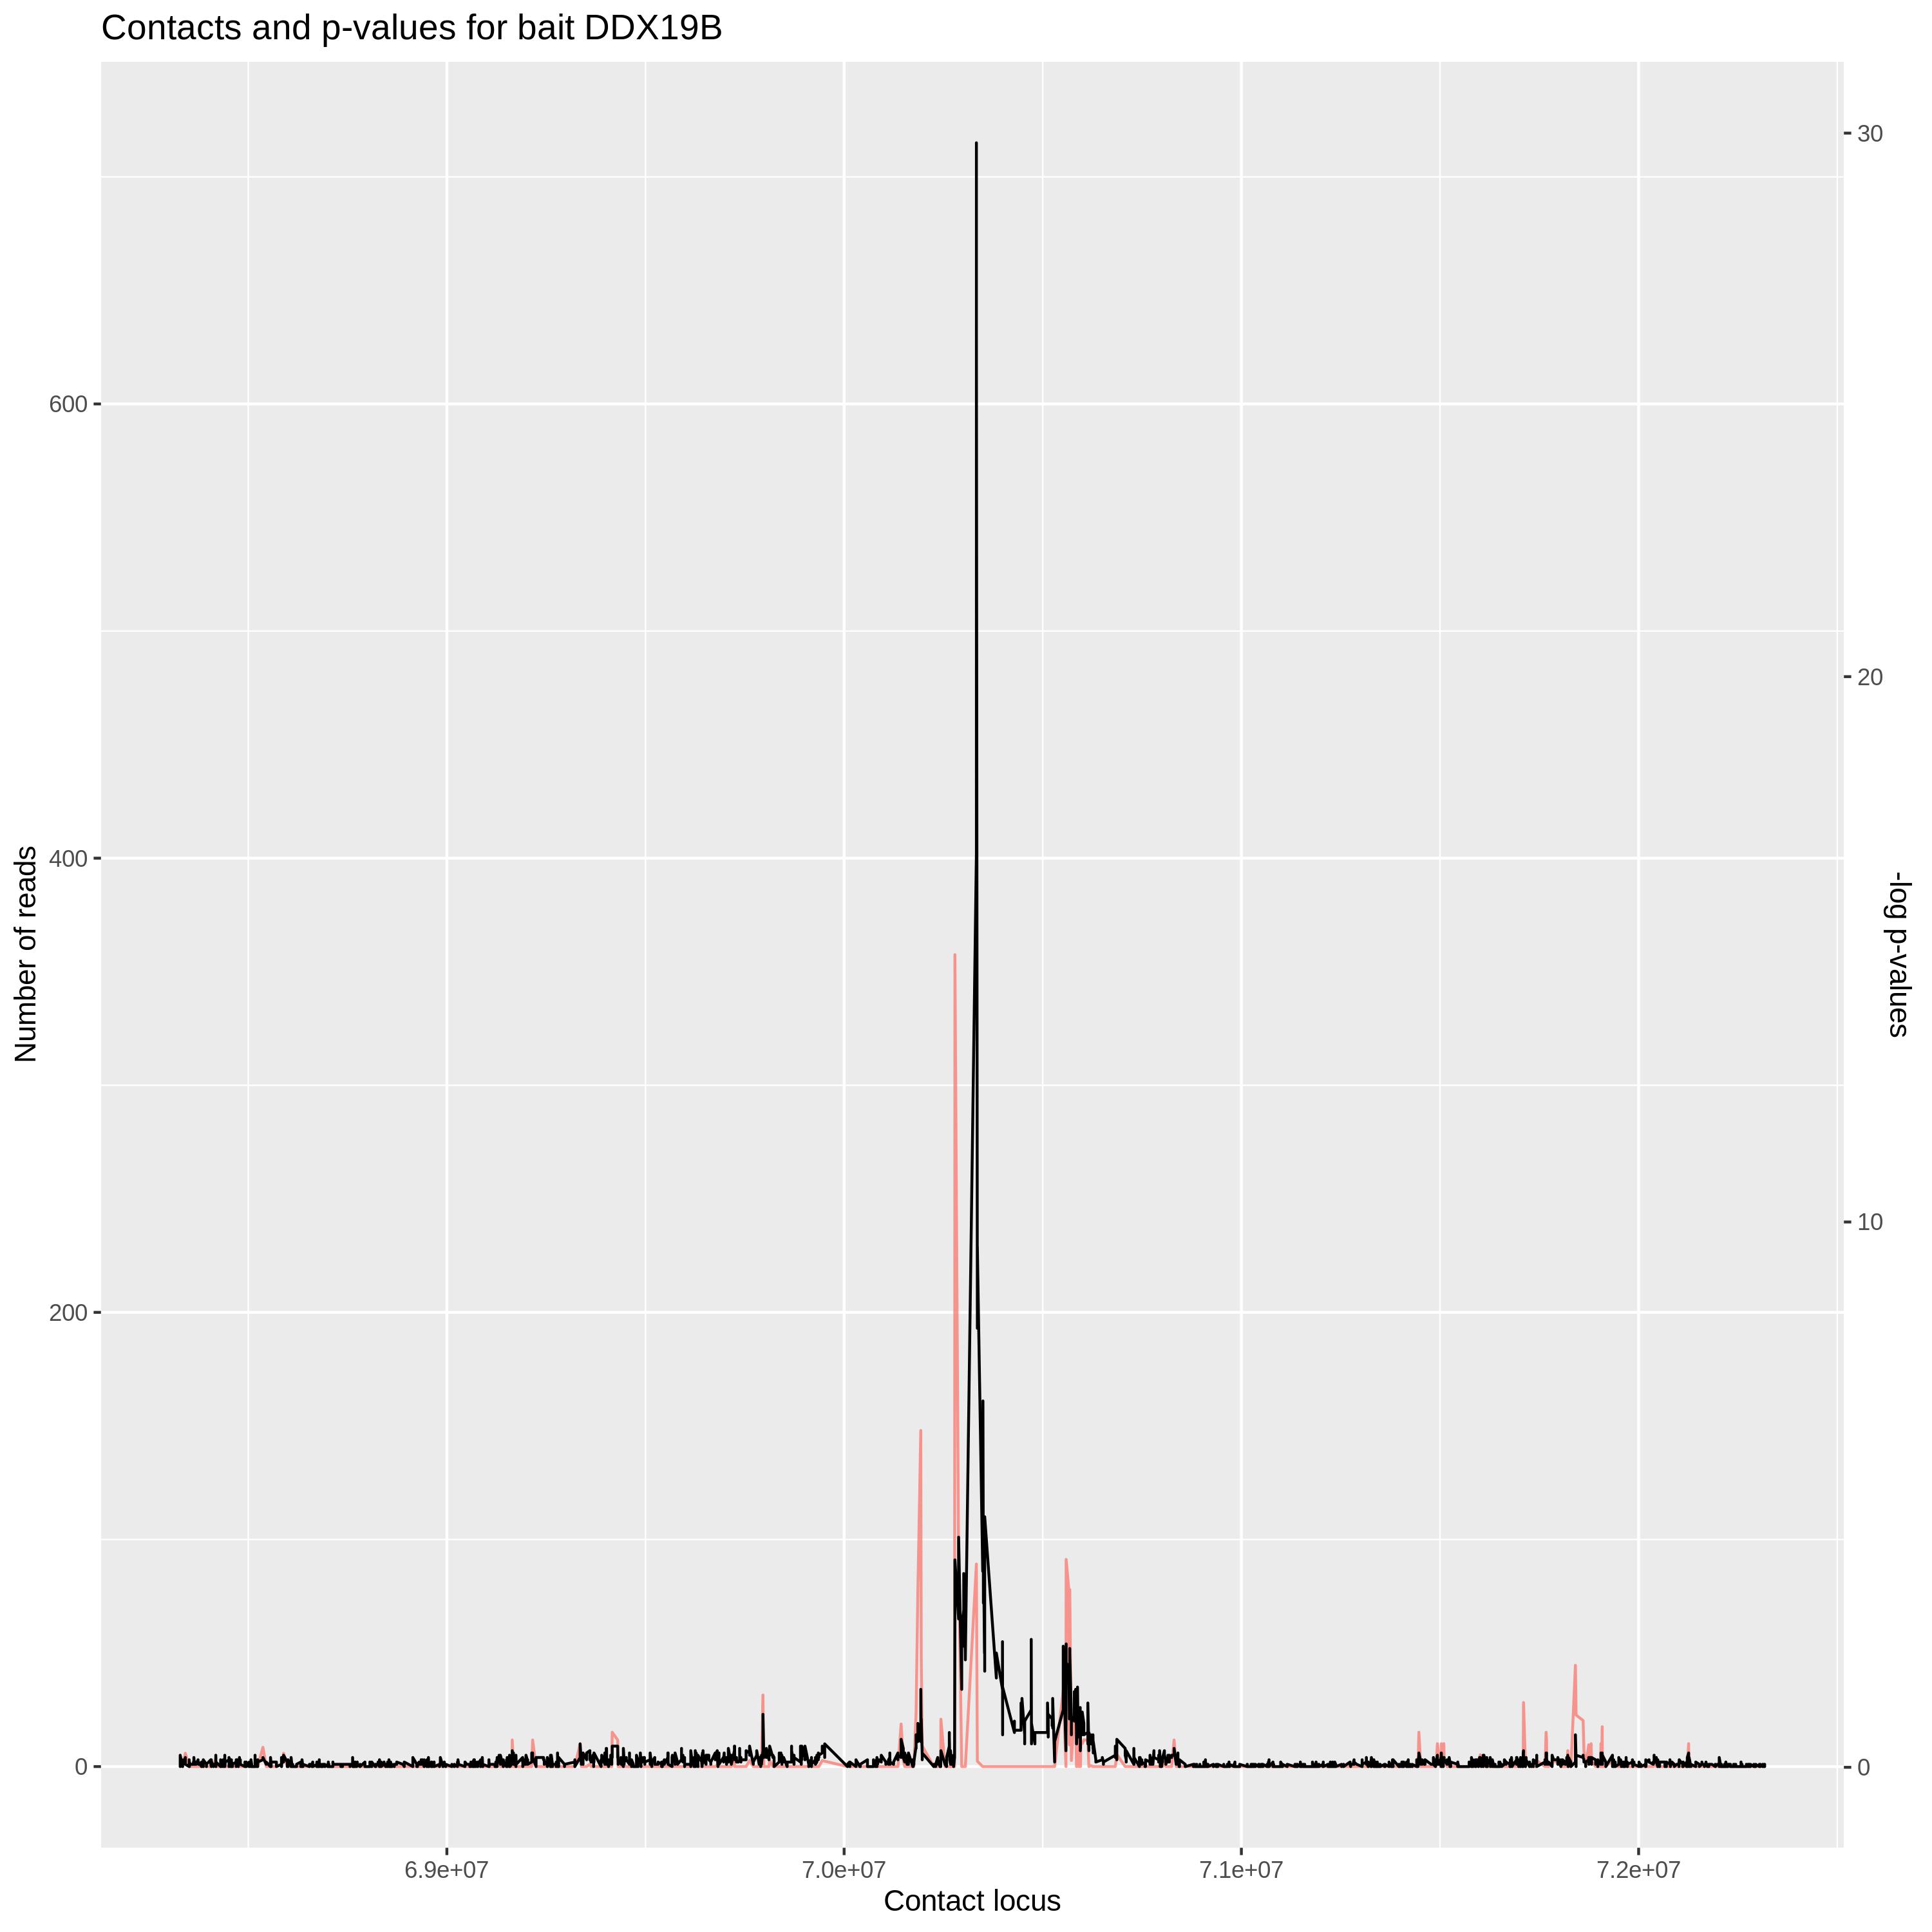 Contacts and p-values for bait DDX19B
Number of reads
600
400
200
0
30
20
10
0
-log p-values
6.9e+07 7.0e+07 7.1e+07 7.2e+07
Contact locus